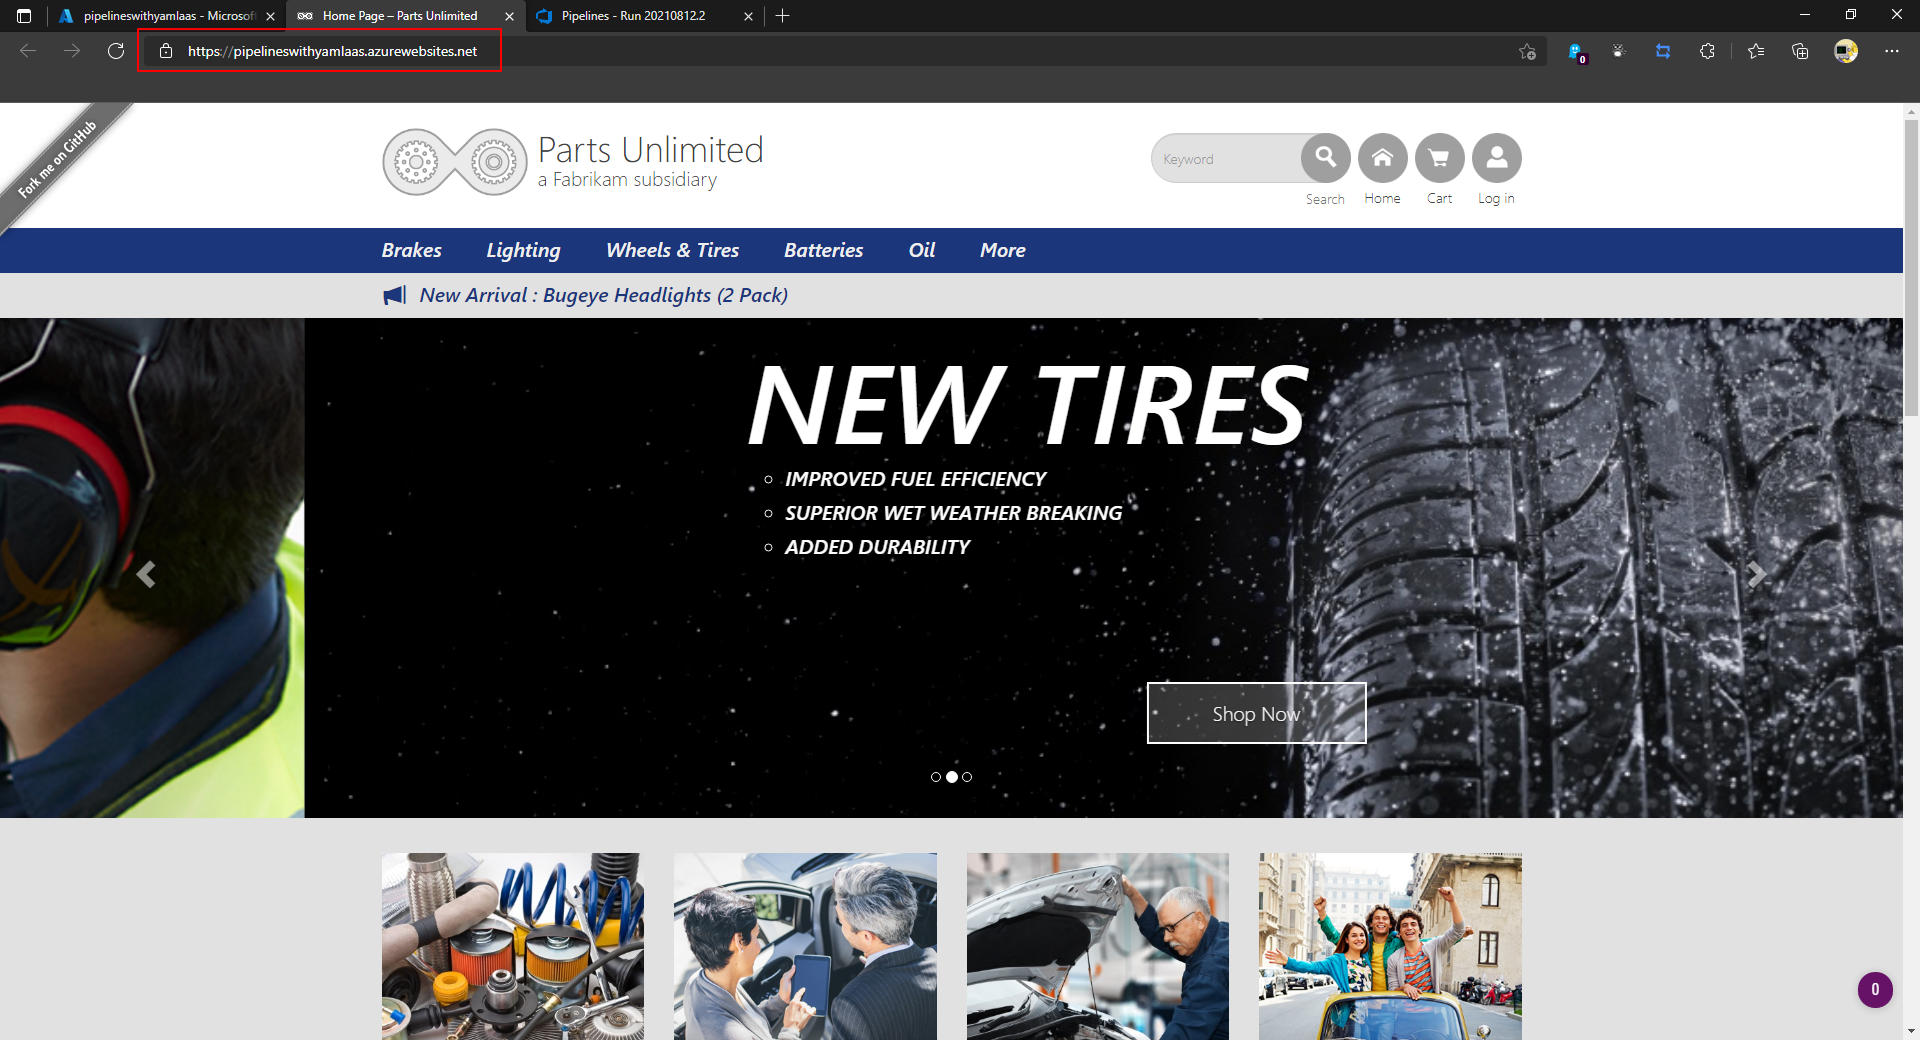 pipelineswithyamlaas - Microsoft
Home Page – Parts Unlimited
Pipelines - Run 20210812.2
https://pipelineswithyamlaas.azurewebsites.net
0
Fork me on GitHub
Parts Unlimited
a Fabrikam subsidiary
Keyword
Search
Home
Cart
Log in
Brakes
Lighting
Wheels & Tires
Batteries
Oil
More
New Arrival : Bugeye Headlights (2 Pack)
NEW TIRES
IMPROVED FUEL EFFICIENCY
SUPERIOR WET WEATHER BREAKING
ADDED DURABILITY
Shop Now
0